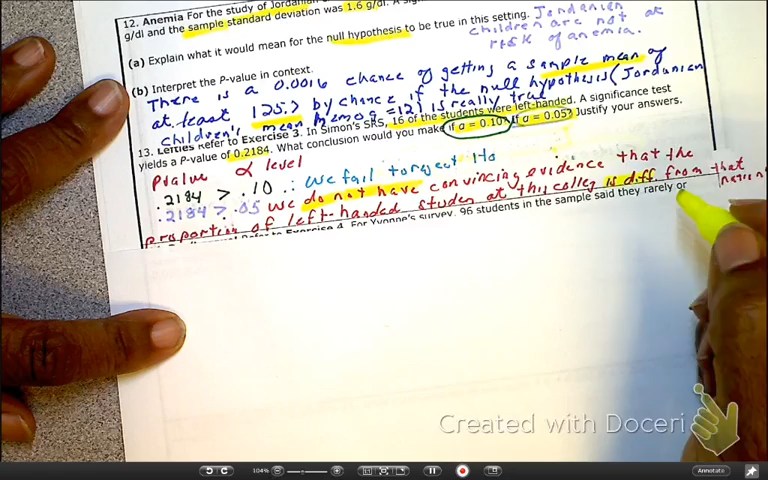 12. Anemia For the study of Jordanian
g/dl) and the sample standard deviation was 1.6 g/dl. A
(a) Explain what it would mean for the null hypothesis to be true in this setting. Jordanian
children are not at
risk of anemia.
(b) Interpret the P-value in context.
There is a 0.0016 chance of getting a sample mean of
at least by chance if the null hypothesis (Jordanian
children's mean =12) is really true
13. Lefties Refer to Exercise 3. In Simon's SRS, 16 of the students were left-handed. A significance test
yields a P-value of 0.2184. What conclusion would you make if α = 0.10? If α = 0.05? Justify your answers.
Pvalue α level
.2184 > .10 ∴ we fail to reject Ho
.2184 > .05 we do not have convincing evidence that the
proportion of left-handed studen at this colleg is diff from that
nation
Refer to Exercise 4. For Yvonne's survey, 96 students in the sample said they rarely or
Created with Doceri
104%
Annotate